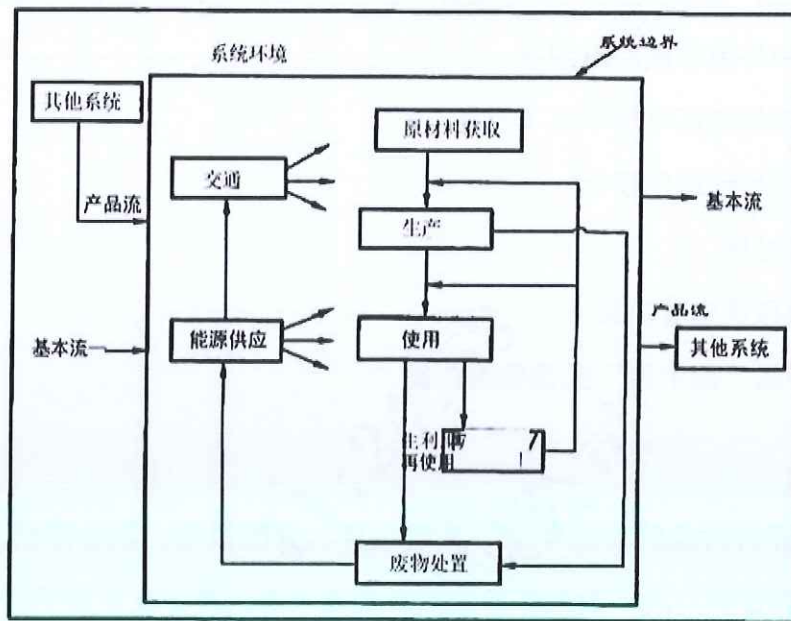 系统环境
系统边界
其他系统
原材料获取
交通
产品流
基本流
生产
产品流
基本流
能源供应
使用
其他系统
生利
再使用
废物处置